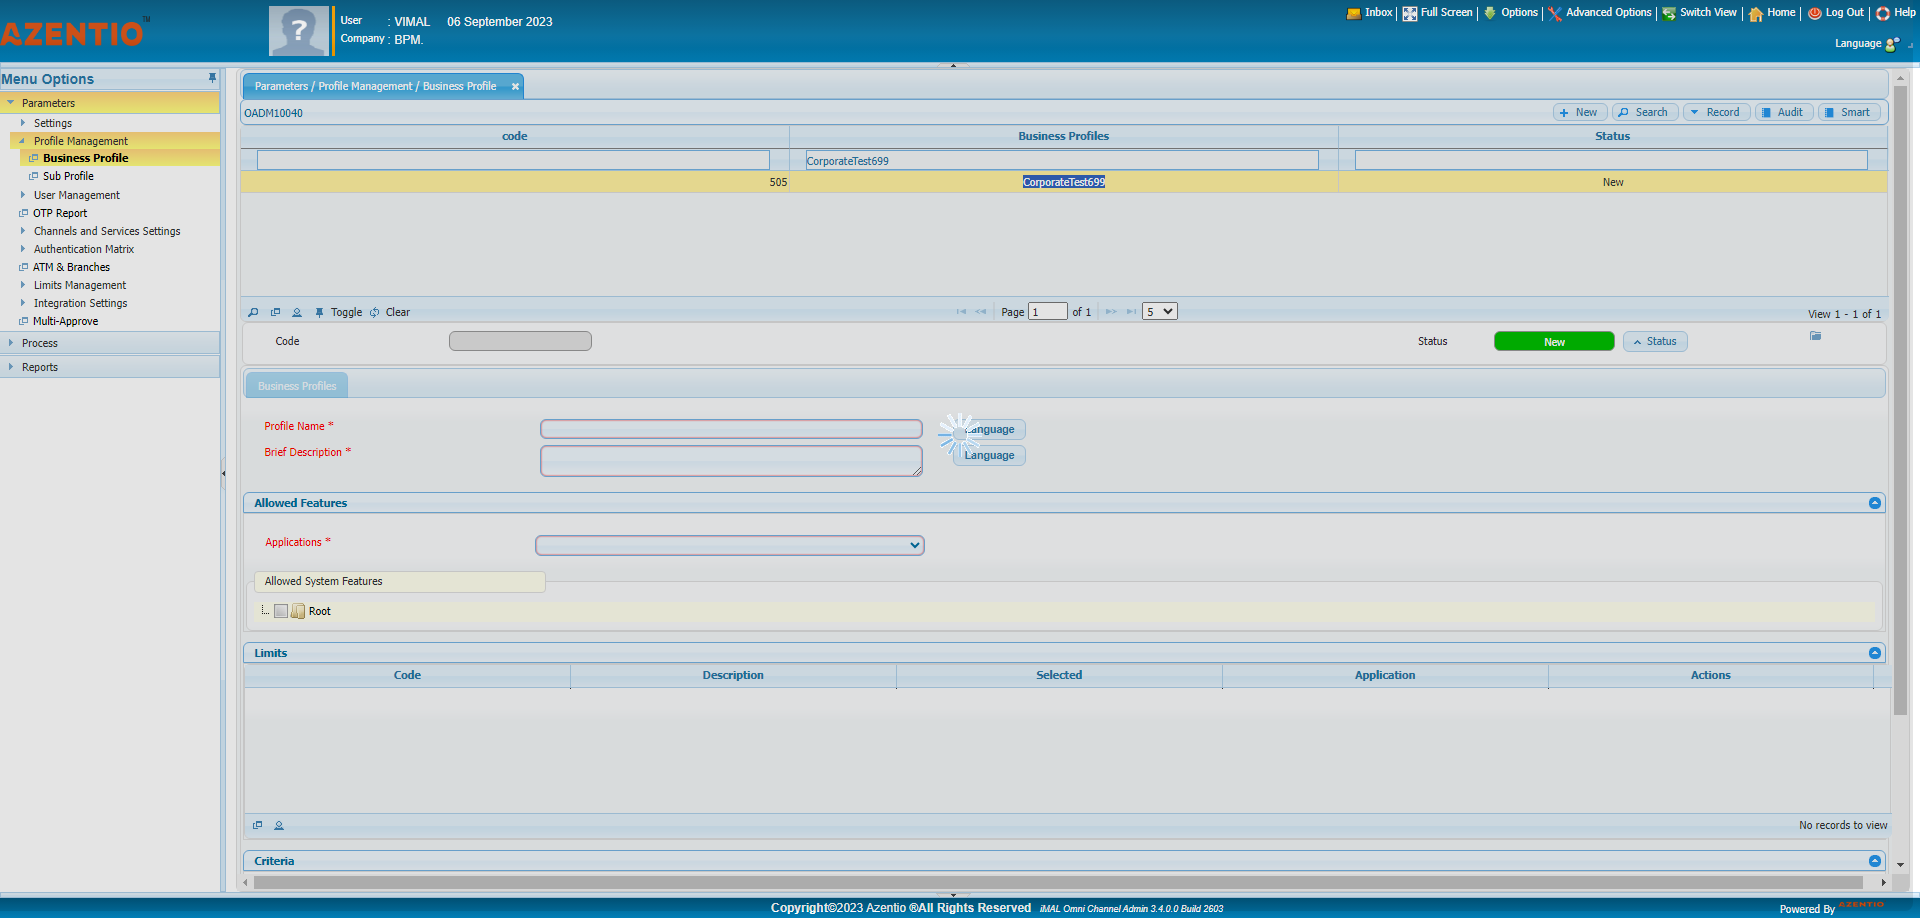 AZENTIO™
User : VIMAL 06 September 2023
Company : BPM.
Inbox Full Screen Options Advanced Options Switch View Home Log Out Help
Language
Menu Options
Parameters
Settings
Profile Management
Business Profile
Sub Profile
User Management
OTP Report
Channels and Services Settings
Authentication Matrix
ATM & Branches
Limits Management
Integration Settings
Multi-Approve
Process
Reports
Parameters / Profile Management / Business Profile
OADM10040
New Search Record Audit Smart
code Business Profiles Status
CorporateTest699
505 CorporateTest699 New
Toggle Clear Page 1 of 1 5 View 1 - 1 of 1
Code Status New Status
Business Profiles
Profile Name * Language
Brief Description * Language
Allowed Features
Applications *
Allowed System Features
Root
Limits
Code Description Selected Application Actions
No records to view
Criteria
Copyright©2023 Azentio ®All Rights Reserved iMAL Omni Channel Admin 3.4.0.0 Build 2603
Powered By AZENTIO